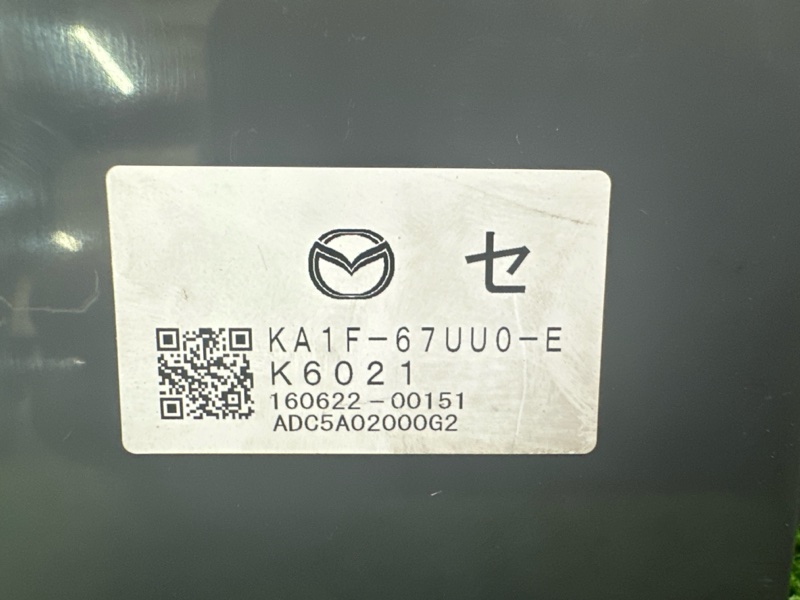 セ
KA1F-67UU0-E
K6021
160622-00151
ADC5A02000G2